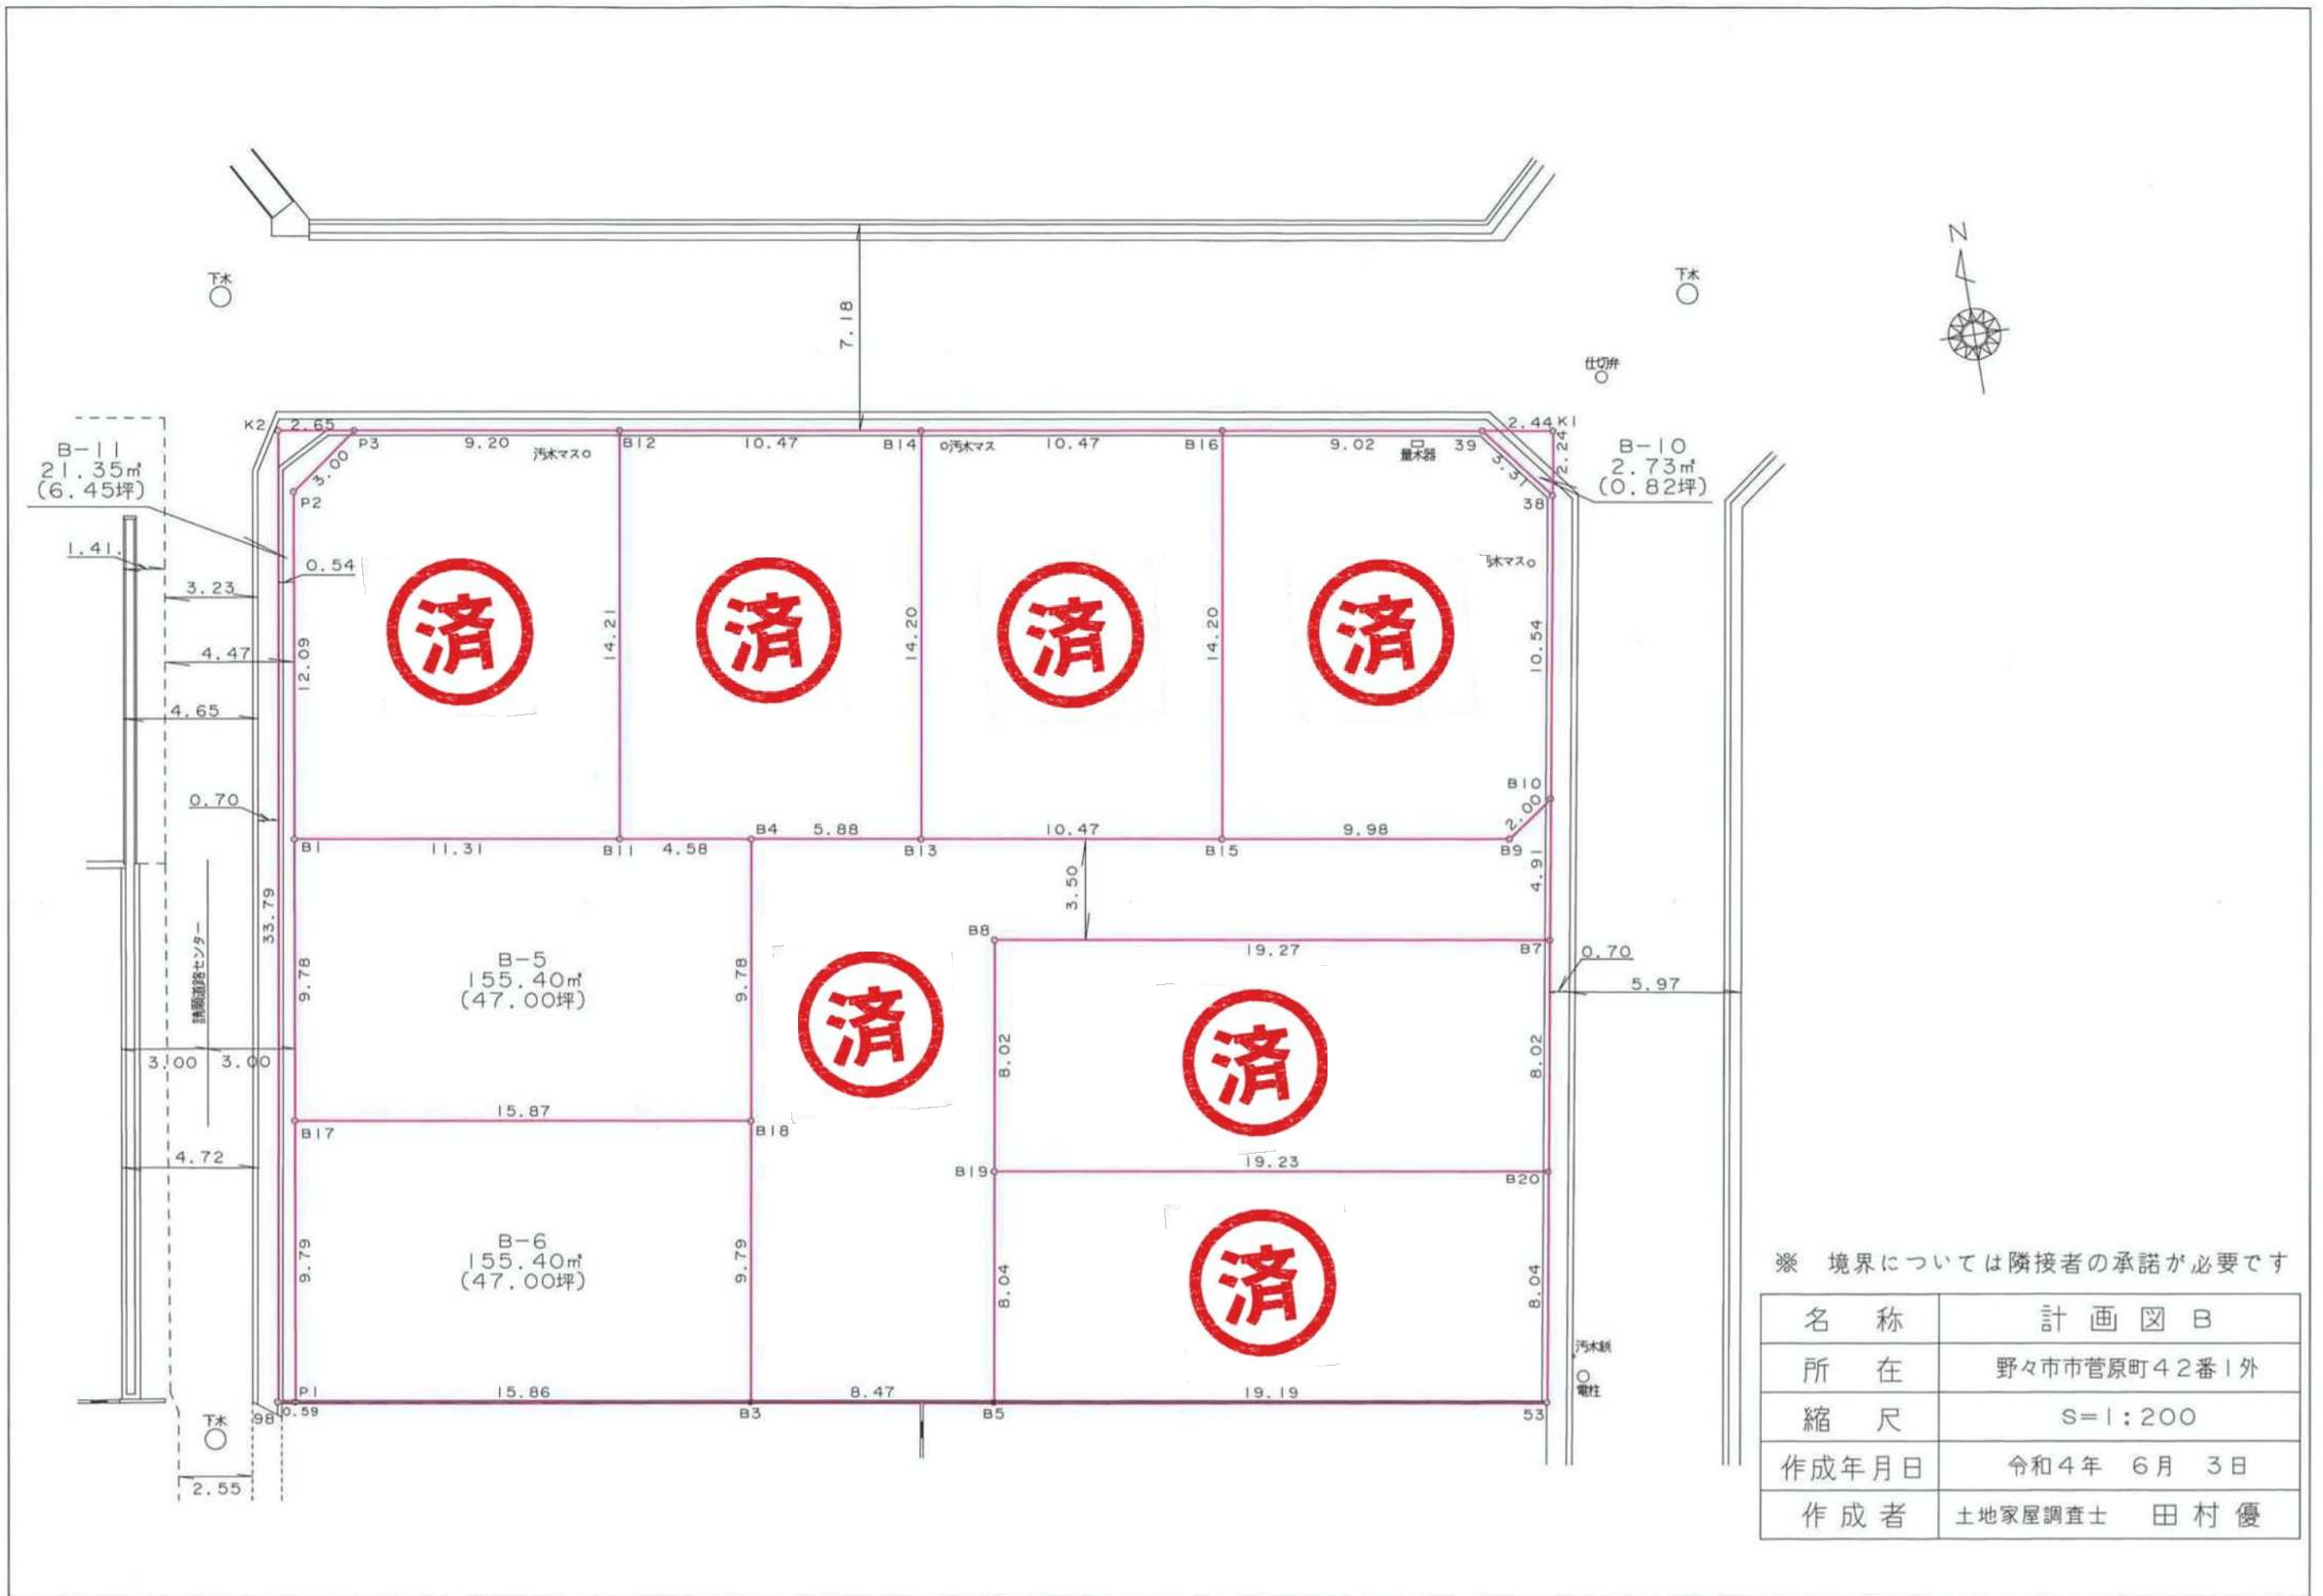 下水
下水
仕切弁
7.18
K2
2.65
P3
9.20
汚水マス
B12
10.47
B14
汚水マス
10.47
B16
9.02
量水器
39
2.44
K1
2.24
3.31
38
B-10
2.73㎡
(0.82坪)
B-11
21.35㎡
(6.45坪)
3.00
P2
1.41
0.54
3.23
4.47
12.09
4.65
0.70
済
14.21
済
14.20
済
14.20
済
汚水マス
10.54
B10
2.00
B1
11.31
B11
4.58
B4
5.88
B13
10.47
B15
9.98
B9
4.91
3.50
33.79
9.78
B-5
155.40㎡
(47.00坪)
9.78
済
B8
19.27
B7
0.70
5.97
8.02
済
8.02
3.00
3.00
B17
15.87
B18
4.72
B19
19.23
B20
9.79
B-6
155.40㎡
(47.00坪)
9.79
8.04
済
8.04
電柱
下水
98
0.59
P1
15.86
B3
8.47
B5
19.19
53
2.55
N
※ 境界については隣接者の承諾が必要です
名称 計画図B
所在 野々市市菅原町42番1外
縮尺 S=1:200
作成年月日 令和4年 6月 3日
作成者 土地家屋調査士 田村優